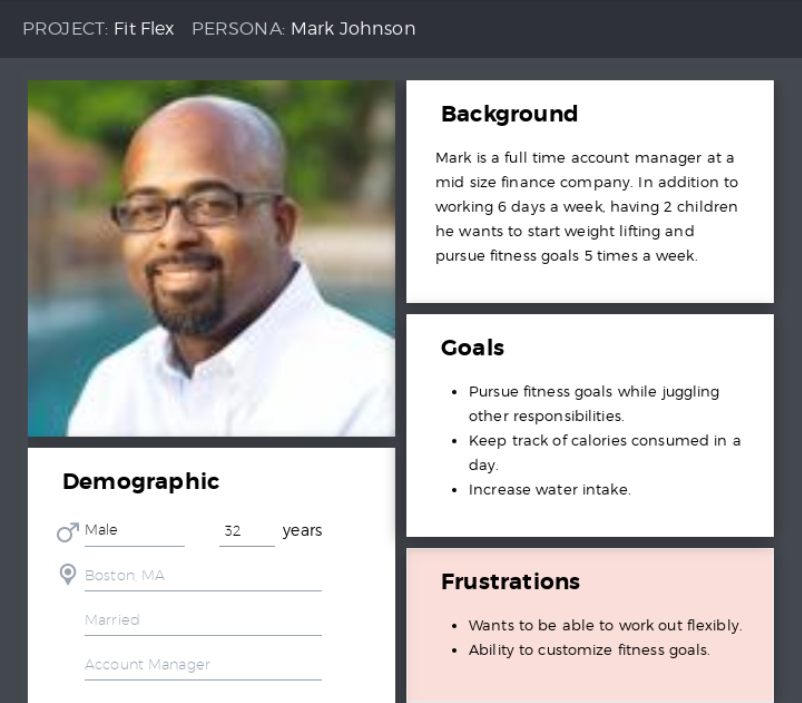 PROJECT: Fit Flex PERSONA: Mark Johnson
Background
Mark is a full time account manager at a
mid size finance company. In addition to
working 6 days a week, having 2 children
he wants to start weight lifting and
pursue fitness goals 5 times a week.
Goals
• Pursue fitness goals while juggling
other responsibilities.
• Keep track of calories consumed in a
day.
• Increase water intake.
Demographic
Male 32 years
Boston, MA
Married
Account Manager
Frustrations
• Wants to be able to work out flexibly.
• Ability to customize fitness goals.